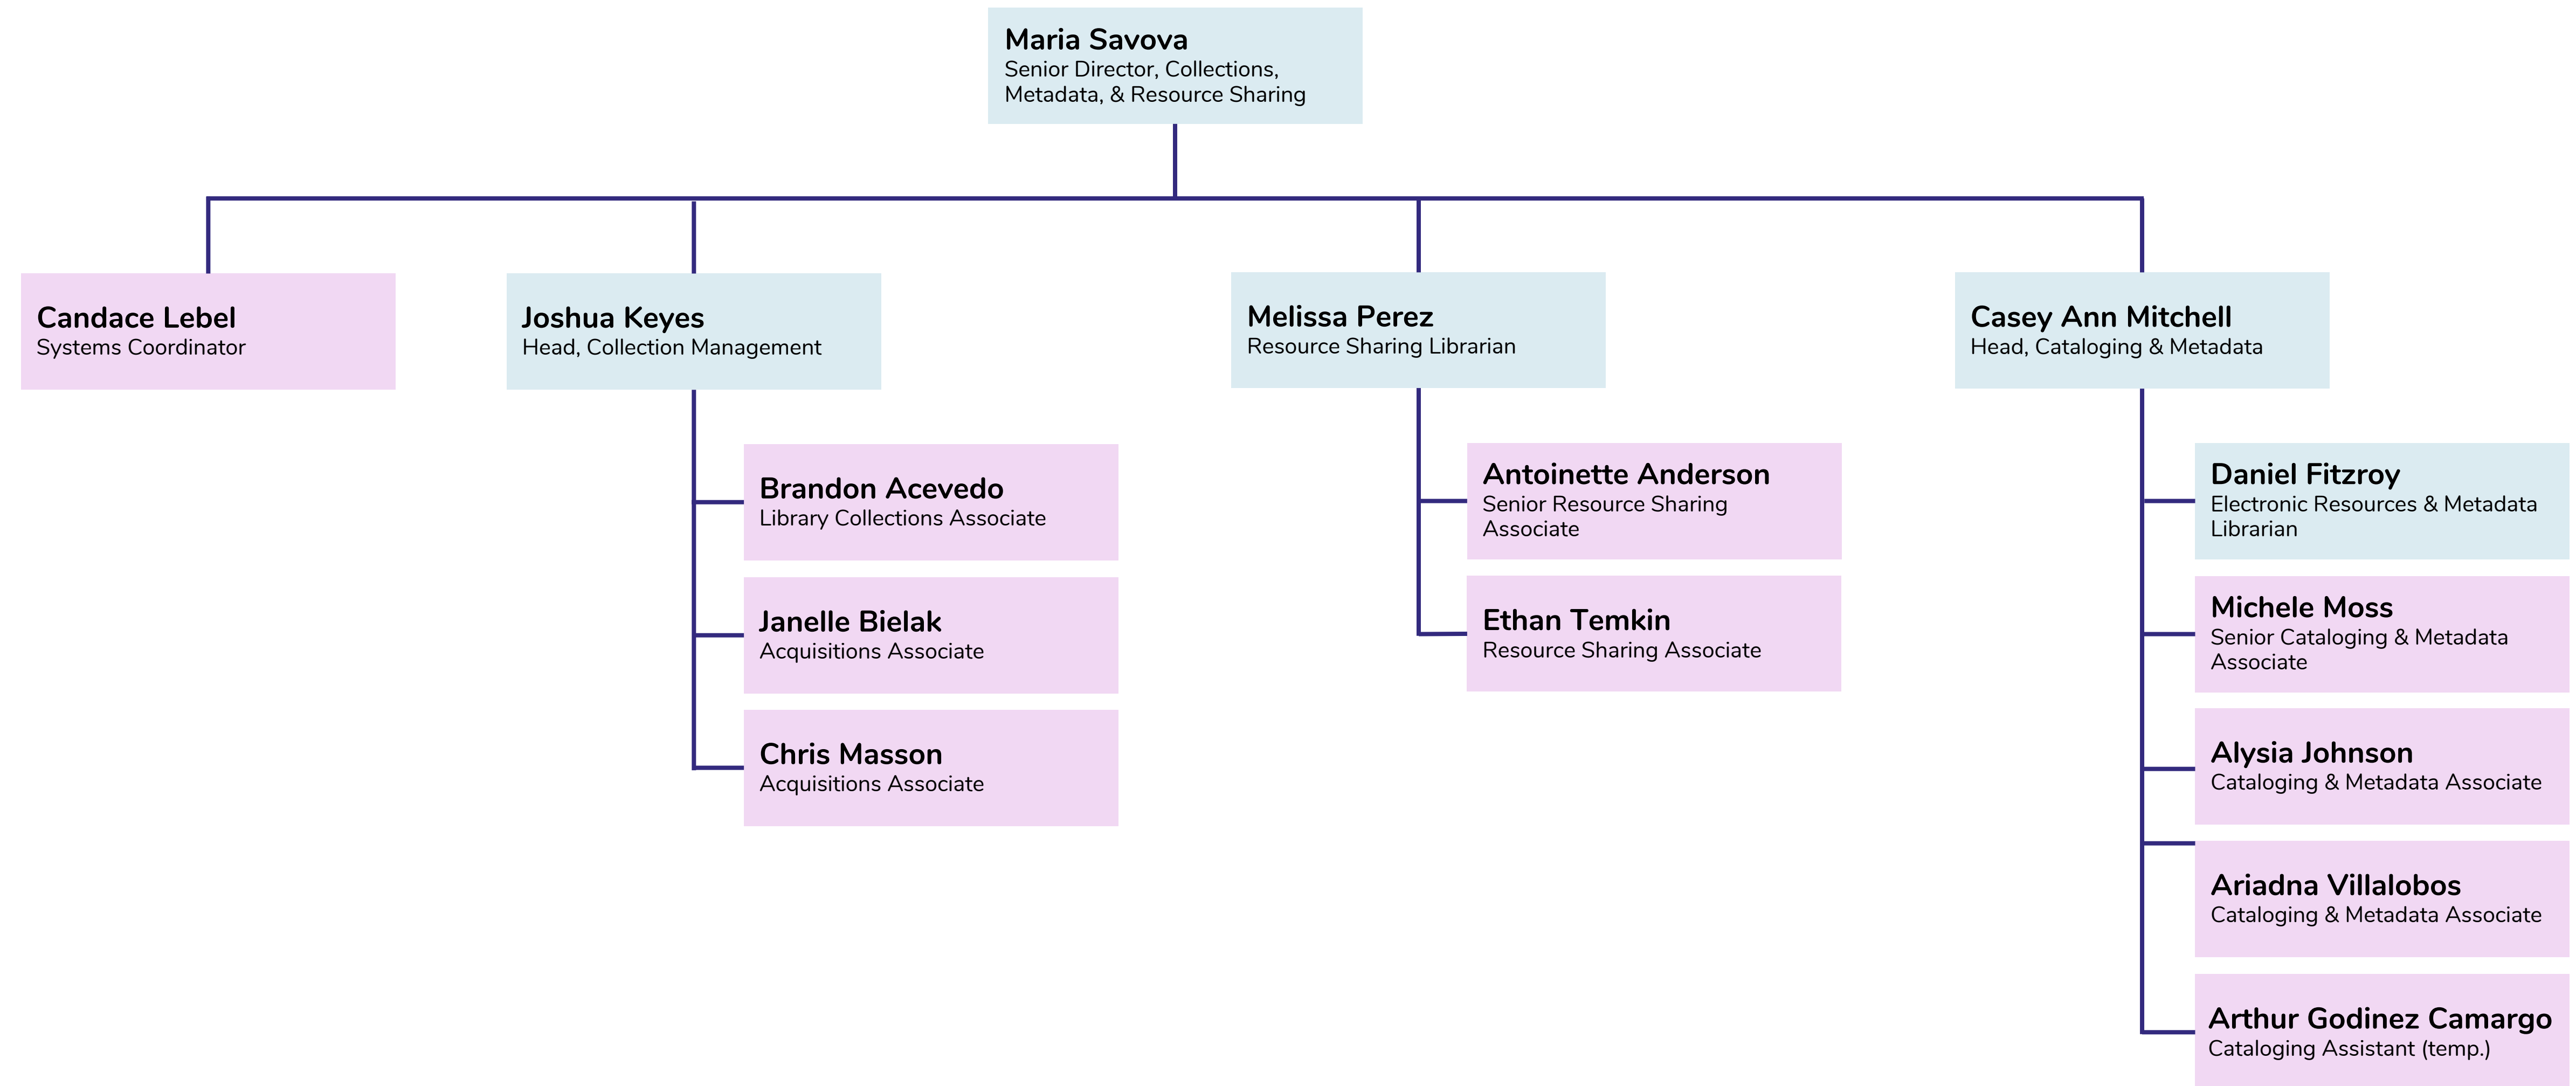 Maria Savova
Senior Director, Collections,
Metadata, & Resource Sharing
Candace Lebel
Systems Coordinator
Joshua Keyes
Head, Collection Management
Brandon Acevedo
Library Collections Associate
Janelle Bielak
Acquisitions Associate
Chris Masson
Acquisitions Associate
Melissa Perez
Resource Sharing Librarian
Antoinette Anderson
Senior Resource Sharing
Associate
Ethan Temkin
Resource Sharing Associate
Casey Ann Mitchell
Head, Cataloging & Metadata
Daniel Fitzroy
Electronic Resources & Metadata
Librarian
Michele Moss
Senior Cataloging & Metadata
Associate
Alysia Johnson
Cataloging & Metadata Associate
Ariadna Villalobos
Cataloging & Metadata Associate
Arthur Godinez Camargo
Cataloging Assistant (temp.)